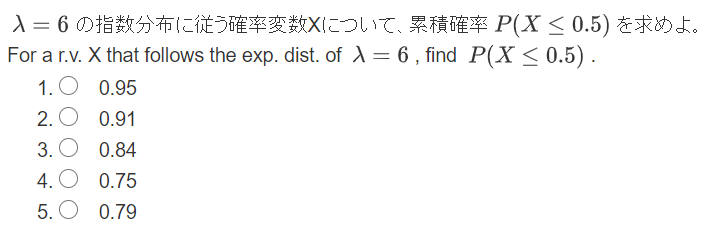 λ = 6 の指数分布に従う確率変数Xについて、累積確率 P(X ≤ 0.5) を求めよ。
For a r.v. X that follows the exp. dist. of λ = 6 , find P(X ≤ 0.5) .
1. 0.95
2. 0.91
3. 0.84
4. 0.75
5. 0.79